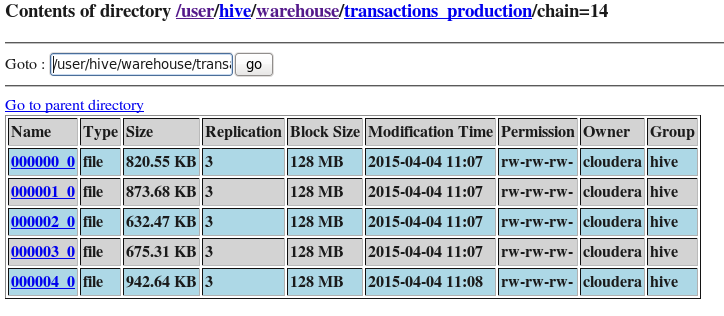 Contents of directory /user/hive/warehouse/transactions_production/chain=14
Goto : /user/hive/warehouse/transa go
Go to parent directory
Name Type Size Replication Block Size Modification Time Permission Owner Group
000000_0 file 820.55 KB 3 128 MB 2015-04-04 11:07 rw-rw-rw- cloudera hive
000001_0 file 873.68 KB 3 128 MB 2015-04-04 11:07 rw-rw-rw- cloudera hive
000002_0 file 632.47 KB 3 128 MB 2015-04-04 11:07 rw-rw-rw- cloudera hive
000003_0 file 675.31 KB 3 128 MB 2015-04-04 11:07 rw-rw-rw- cloudera hive
000004_0 file 942.64 KB 3 128 MB 2015-04-04 11:08 rw-rw-rw- cloudera hive